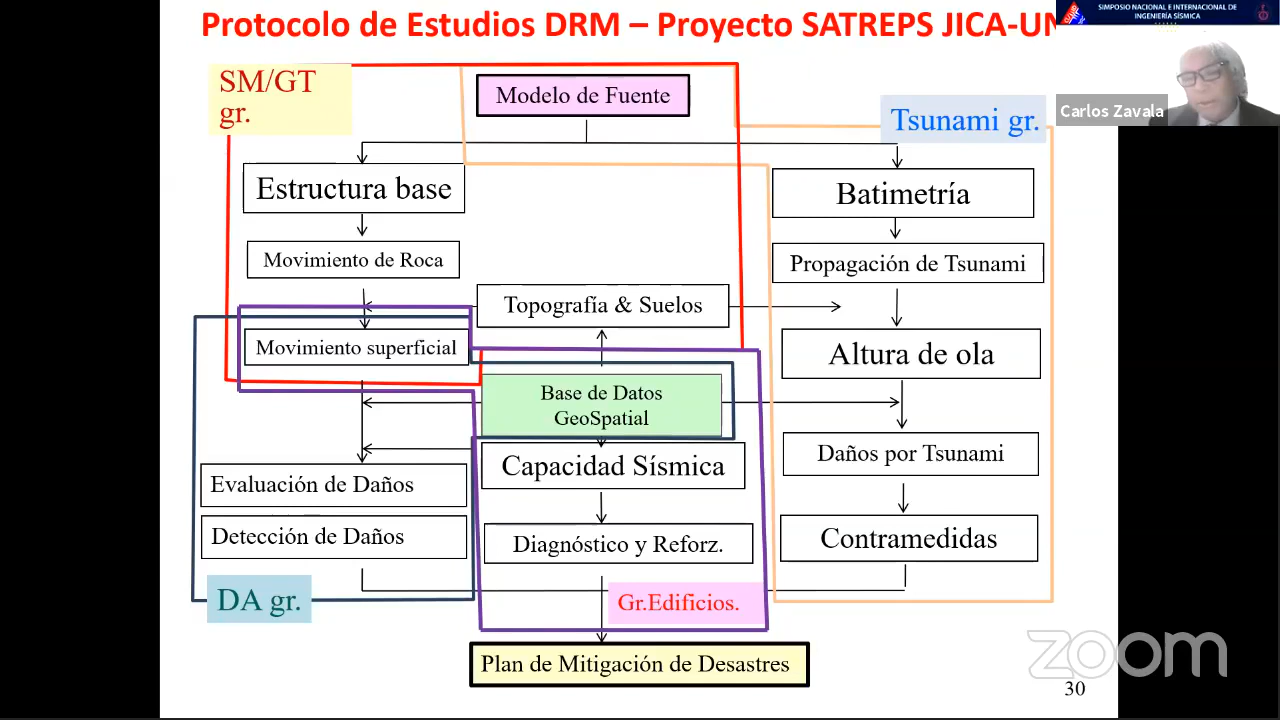 Protocolo de Estudios DRM – Proyecto SATREPS JICA-UN
SIMPOSIO NACIONAL E INTERNACIONAL DE
INGENIERÍA SÍSMICA
Carlos Zavala
SM/GT
gr.
Modelo de Fuente
Tsunami gr.
Estructura base
Batimetría
Movimiento de Roca
Propagación de Tsunami
Topografía & Suelos
Movimiento superficial
Altura de ola
Base de Datos
GeoSpatial
Capacidad Sísmica
Daños por Tsunami
Evaluación de Daños
Detección de Daños
Diagnóstico y Reforz.
Contramedidas
DA gr.
Gr.Edificios.
Plan de Mitigación de Desastres
zoom
30